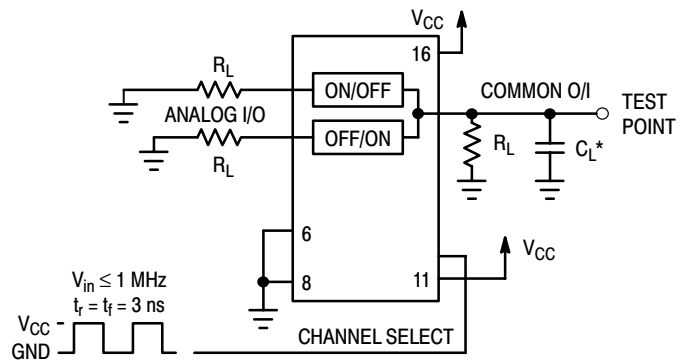 V_CC
16
R_L
ON/OFF
COMMON O/I
TEST
POINT
ANALOG I/O
OFF/ON
R_L
R_L
C_L*
6
V_CC
8
11
V_in ≤ 1 MHz
t_r = t_f = 3 ns
V_CC
GND
CHANNEL SELECT